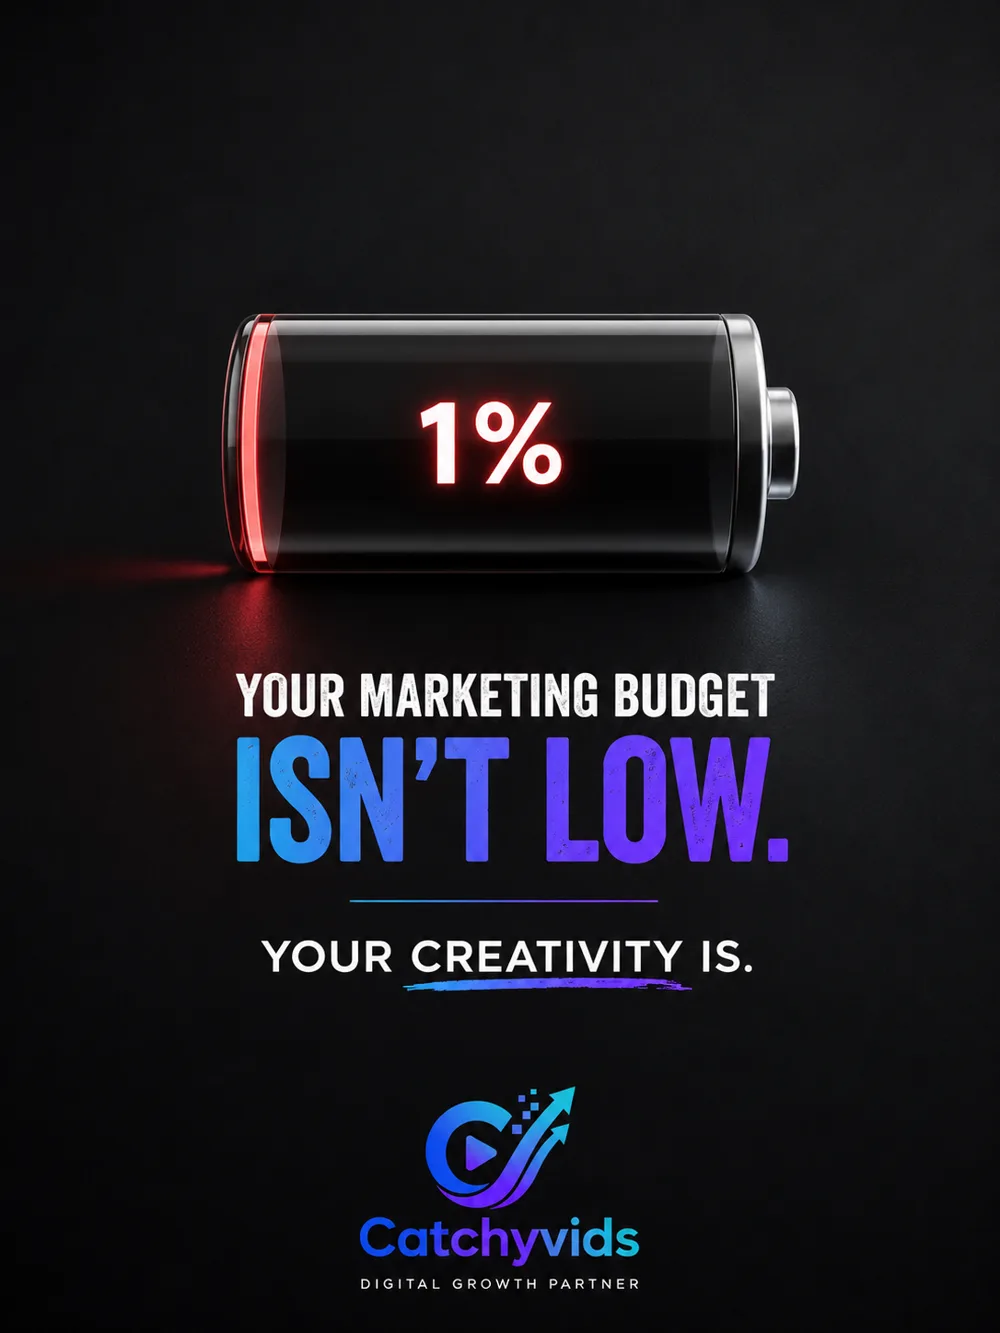 1%
YOUR MARKETING BUDGET
ISN'T LOW.
YOUR CREATIVITY IS.
Catchyvids
DIGITAL GROWTH PARTNER